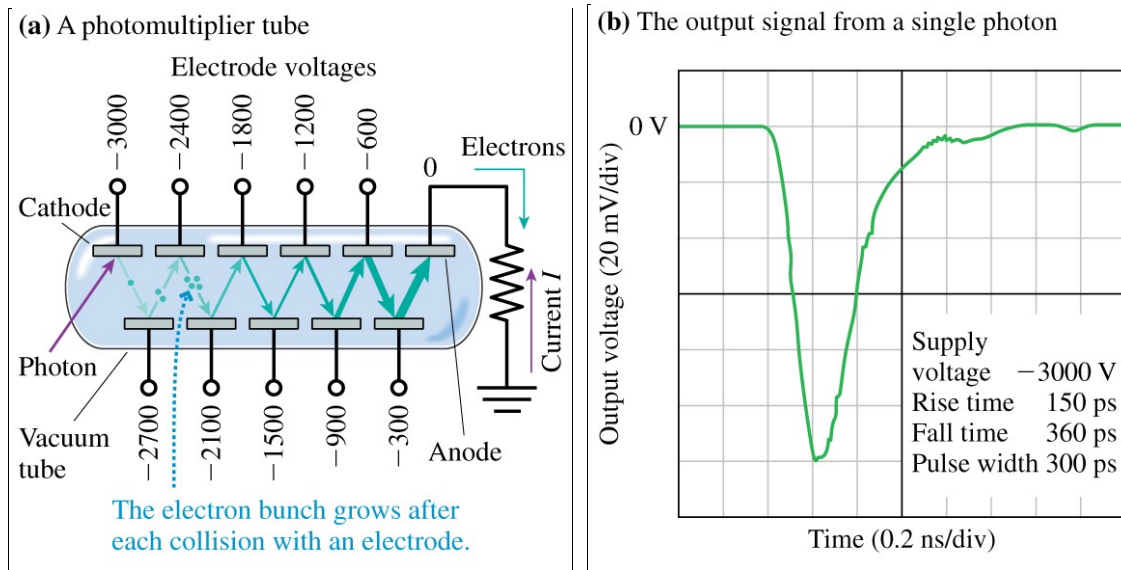 (a) A photomultiplier tube
Electrode voltages
−3000
−2400
−1800
−1200
−600
0
Electrons
Cathode
Current I
Photon
Vacuum
tube
−2700
−2100
−1500
−900
−300
Anode
The electron bunch grows after
each collision with an electrode.
(b) The output signal from a single photon
0 V
Output voltage (20 mV/div)
Supply
voltage −3000 V
Rise time 150 ps
Fall time 360 ps
Pulse width 300 ps
Time (0.2 ns/div)